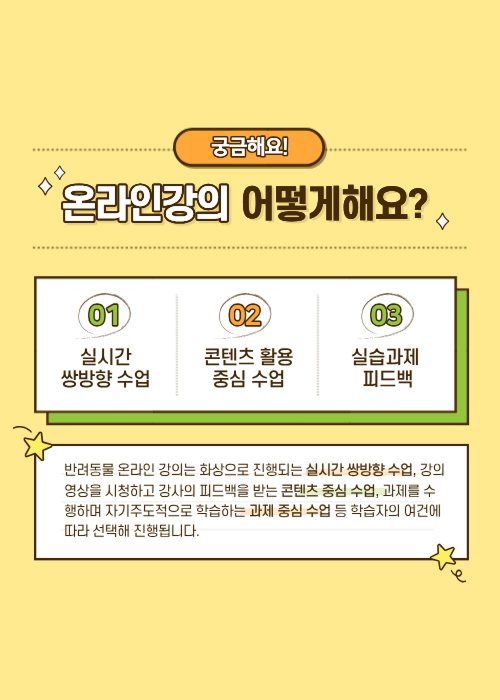 궁금해요!
온라인강의 어떻게해요?
01
실시간
쌍방향 수업
02
콘텐츠 활용
중심 수업
03
실습과제
피드백
반려동물 온라인 강의는 화상으로 진행되는 실시간 쌍방향 수업, 강의
영상을 시청하고 강사의 피드백을 받는 콘텐츠 중심 수업, 과제를 수
행하며 자기주도적으로 학습하는 과제 중심 수업 등 학습자의 여건에
따라 선택해 진행됩니다.